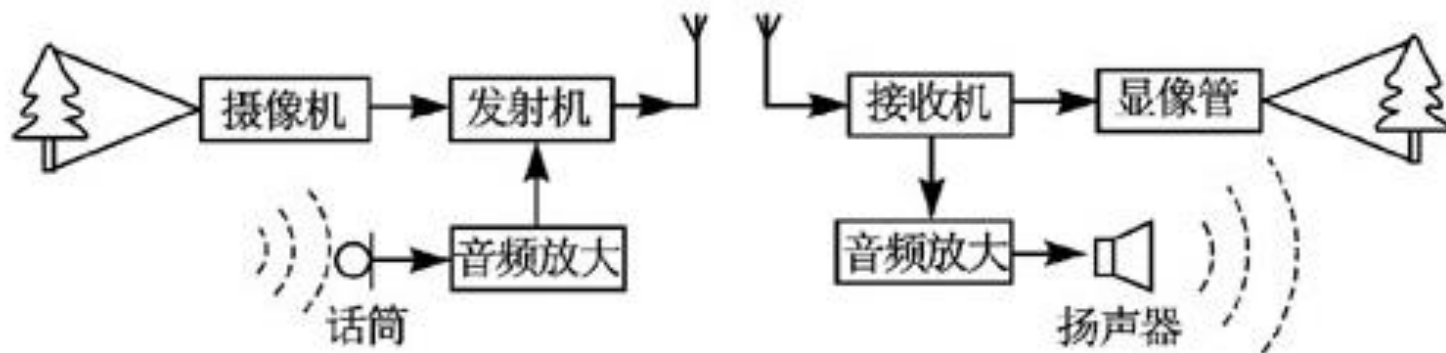 摄像机
发射机
接收机
显像管
音频放大
音频放大
话筒
扬声器